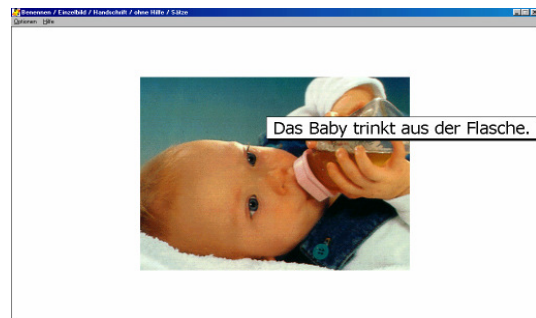 Benennen / Einzelbild / Handschrift / ohne Hilfe / Sätze
Optionen Hilfe
Das Baby trinkt aus der Flasche.